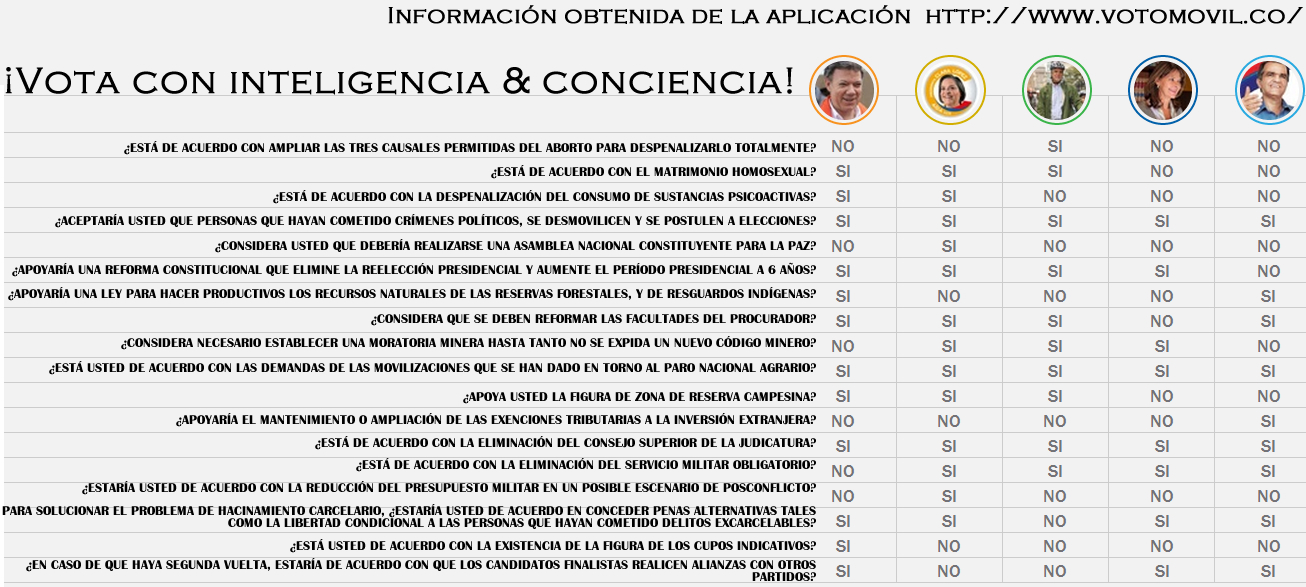 INFORMACIÓN OBTENIDA DE LA APLICACIÓN HTTP://WWW.VOTOMOVIL.CO/
¡VOTA CON INTELIGENCIA & CONCIENCIA!
¿ESTÁ DE ACUERDO CON AMPLIAR LAS TRES CAUSALES PERMITIDAS DEL ABORTO PARA DESPENALIZARLO TOTALMENTE? NO NO SI NO NO
¿ESTÁ DE ACUERDO CON EL MATRIMONIO HOMOSEXUAL? SI SI SI NO NO
¿ESTÁ DE ACUERDO CON LA DESPENALIZACIÓN DEL CONSUMO DE SUSTANCIAS PSICOACTIVAS? SI SI NO NO NO
¿ACEPTARÍA USTED QUE PERSONAS QUE HAYAN COMETIDO CRÍMENES POLÍTICOS, SE DESMOVILICEN Y SE POSTULEN A ELECCIONES? SI SI SI SI SI
¿CONSIDERA USTED QUE DEBERÍA REALIZARSE UNA ASAMBLEA NACIONAL CONSTITUYENTE PARA LA PAZ? NO SI NO NO NO
¿APOYARÍA UNA REFORMA CONSTITUCIONAL QUE ELIMINE LA REELECCIÓN PRESIDENCIAL Y AUMENTE EL PERÍODO PRESIDENCIAL A 6 AÑOS? SI SI SI SI NO
¿APOYARÍA UNA LEY PARA HACER PRODUCTIVOS LOS RECURSOS NATURALES DE LAS RESERVAS FORESTALES, Y DE RESGUARDOS INDÍGENAS? SI NO NO NO SI
¿CONSIDERA QUE SE DEBEN REFORMAR LAS FACULTADES DEL PROCURADOR? SI SI SI NO SI
¿CONSIDERA NECESARIO ESTABLECER UNA MORATORIA MINERA HASTA TANTO NO SE EXPIDA UN NUEVO CÓDIGO MINERO? NO SI SI SI NO
¿ESTÁ USTED DE ACUERDO CON LAS DEMANDAS DE LAS MOVILIZACIONES QUE SE HAN DADO EN TORNO AL PARO NACIONAL AGRARIO? SI SI SI SI SI
¿APOYA USTED LA FIGURA DE ZONA DE RESERVA CAMPESINA? SI SI SI NO NO
¿APOYARÍA EL MANTENIMIENTO O AMPLIACIÓN DE LAS EXENCIONES TRIBUTARIAS A LA INVERSIÓN EXTRANJERA? NO NO NO NO SI
¿ESTÁ DE ACUERDO CON LA ELIMINACIÓN DEL CONSEJO SUPERIOR DE LA JUDICATURA? SI SI SI SI SI
¿ESTÁ DE ACUERDO CON LA ELIMINACIÓN DEL SERVICIO MILITAR OBLIGATORIO? NO SI SI SI SI
¿ESTARÍA USTED DE ACUERDO CON LA REDUCCIÓN DEL PRESUPUESTO MILITAR EN UN POSIBLE ESCENARIO DE POSCONFLICTO? NO SI NO NO NO
PARA SOLUCIONAR EL PROBLEMA DE HACINAMIENTO CARCELARIO, ¿ESTARÍA USTED DE ACUERDO EN CONCEDER PENAS ALTERNATIVAS TALES
COMO LA LIBERTAD CONDICIONAL A LAS PERSONAS QUE HAYAN COMETIDO DELITOS EXCARCELABLES? SI SI NO SI SI
¿ESTÁ USTED DE ACUERDO CON LA EXISTENCIA DE LA FIGURA DE LOS CUPOS INDICATIVOS? SI NO NO NO NO
¿EN CASO DE QUE HAYA SEGUNDA VUELTA, ESTARÍA DE ACUERDO CON QUE LOS CANDIDATOS FINALISTAS REALICEN ALIANZAS CON OTROS
PARTIDOS? SI NO NO SI SI